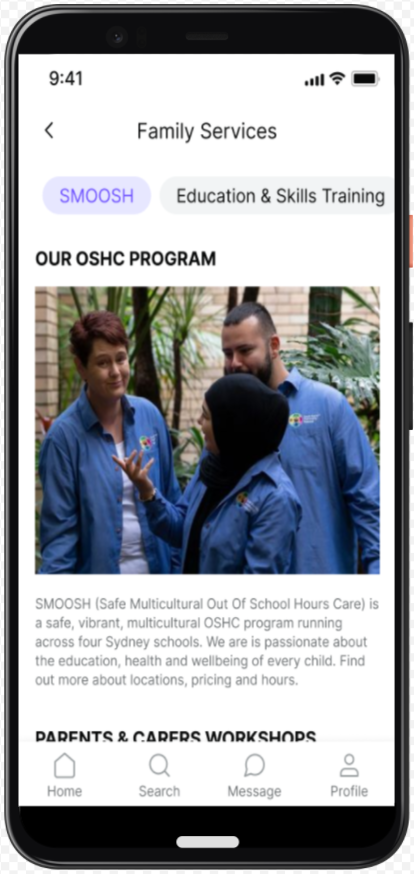 9:41
Family Services
SMOOSH
Education & Skills Training
OUR OSHC PROGRAM
SMOOSH (Safe Multicultural Out Of School Hours Care) is
a safe, vibrant, multicultural OSHC program running
across four Sydney schools. We are is passionate about
the education, health and wellbeing of every child. Find
out more about locations, pricing and hours.
PARENTS & CARERS WORKSHOPS
Home
Search
Message
Profile